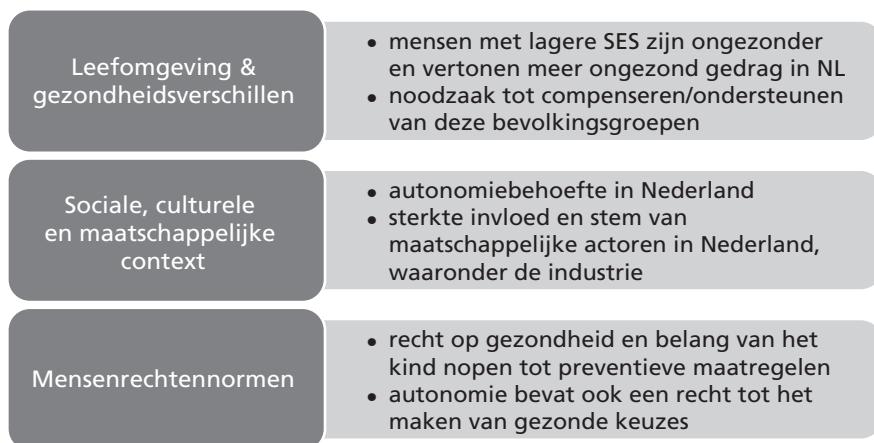 Leefomgeving &
gezondheidsverschillen
• mensen met lagere SES zijn ongezonder
en vertonen meer ongezond gedrag in NL
• noodzaak tot compenseren/ondersteunen
van deze bevolkingsgroepen
Sociale, culturele
en maatschappelijke
context
• autonomiebehoefte in Nederland
• sterkte invloed en stem van
maatschappelijke actoren in Nederland,
waaronder de industrie
Mensenrechtennormen
• recht op gezondheid en belang van het
kind nopen tot preventieve maatregelen
• autonomie bevat ook een recht tot het
maken van gezonde keuzes